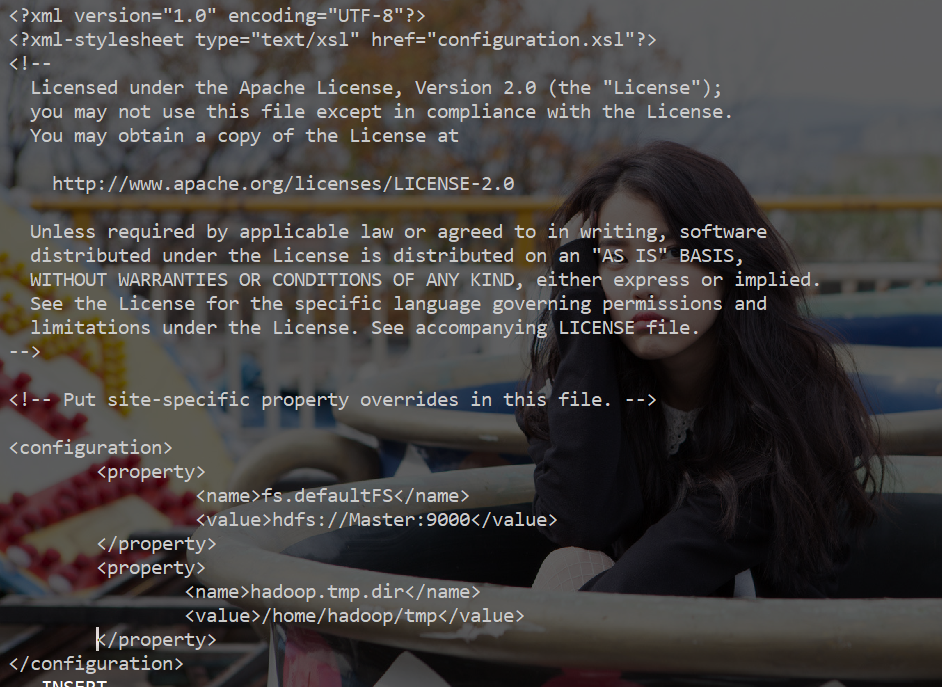 <?xml version="1.0" encoding="UTF-8"?>
<?xml-stylesheet type="text/xsl" href="configuration.xsl"?>
<!--
  Licensed under the Apache License, Version 2.0 (the "License");
  you may not use this file except in compliance with the License.
  You may obtain a copy of the License at

    http://www.apache.org/licenses/LICENSE-2.0

  Unless required by applicable law or agreed to in writing, software
  distributed under the License is distributed on an "AS IS" BASIS,
  WITHOUT WARRANTIES OR CONDITIONS OF ANY KIND, either express or implied.
  See the License for the specific language governing permissions and
  limitations under the License. See accompanying LICENSE file.
-->

<!-- Put site-specific property overrides in this file. -->

<configuration>
        <property>
                 <name>fs.defaultFS</name>
                 <value>hdfs://Master:9000</value>
        </property>
        <property>
                <name>hadoop.tmp.dir</name>
                <value>/home/hadoop/tmp</value>
        </property>
</configuration>
   INSERT